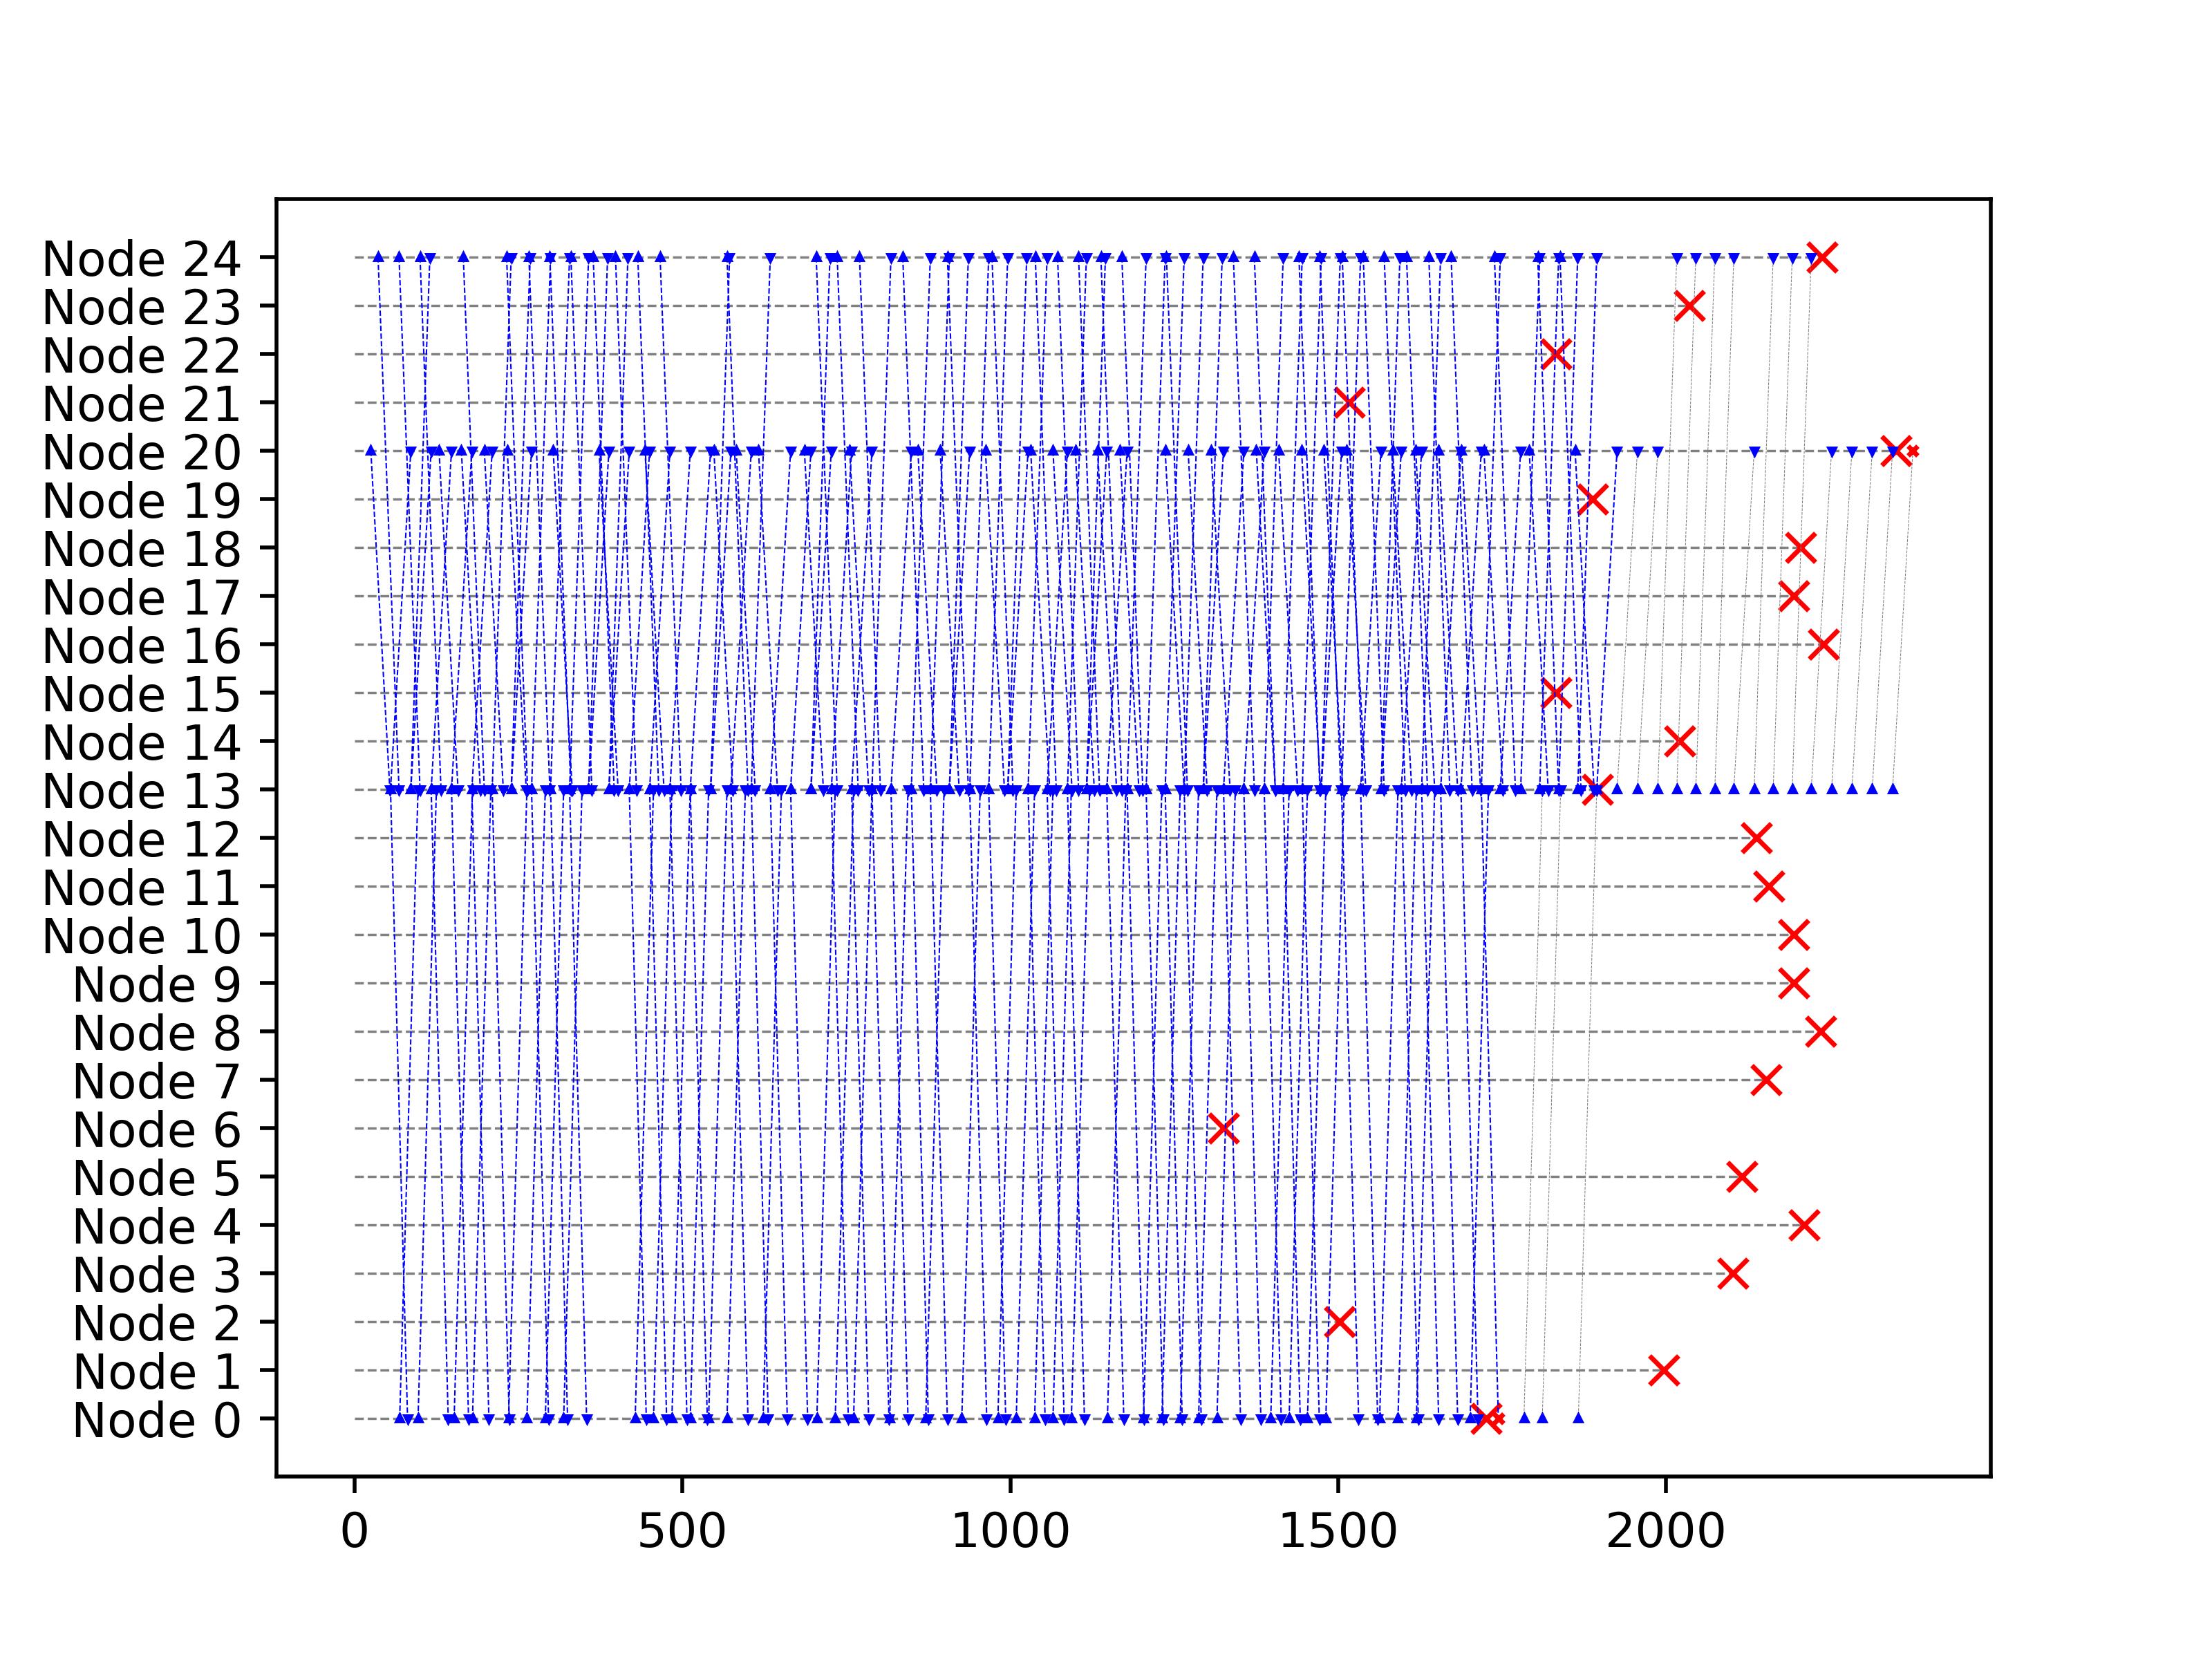 Node 24
Node 23
Node 22
Node 21
Node 20
Node 19
Node 18
Node 17
Node 16
Node 15
Node 14
Node 13
Node 12
Node 11
Node 10
Node 9
Node 8
Node 7
Node 6
Node 5
Node 4
Node 3
Node 2
Node 1
Node 0
0 500 1000 1500 2000